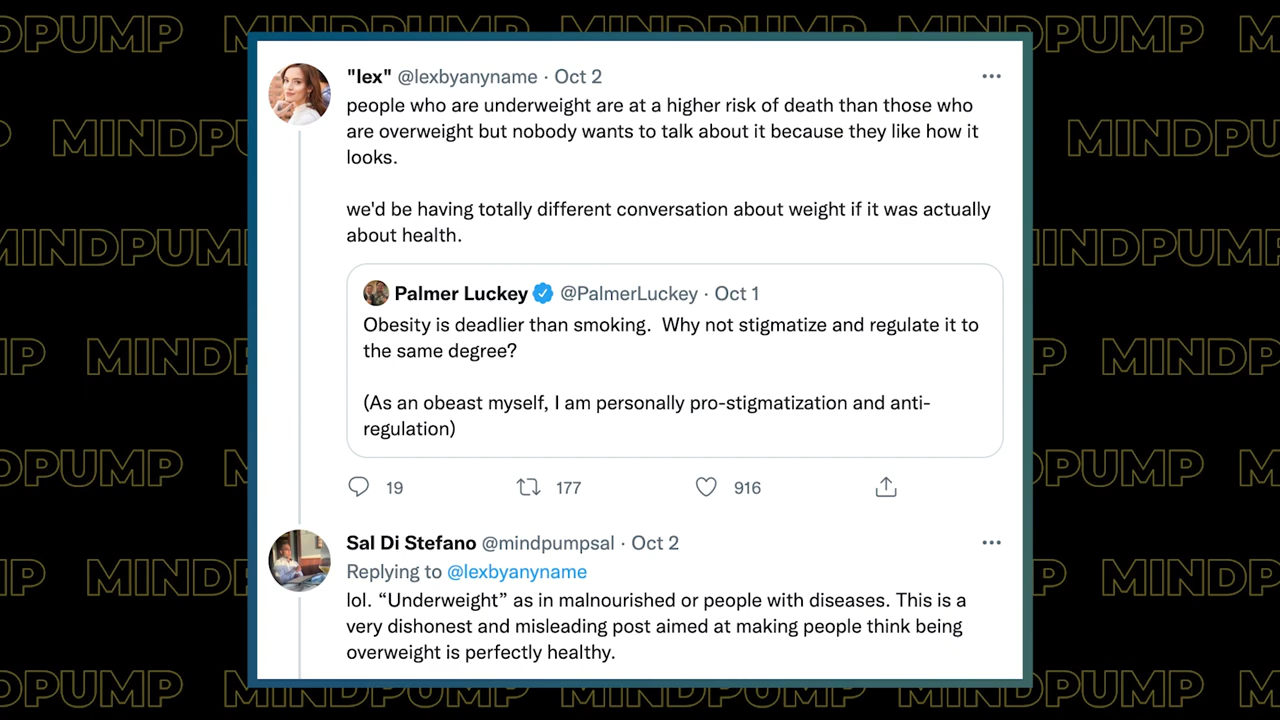 "lex" @lexbyanyname · Oct 2
people who are underweight are at a higher risk of death than those who
are overweight but nobody wants to talk about it because they like how it
looks.
we'd be having totally different conversation about weight if it was actually
about health.
Palmer Luckey @PalmerLuckey · Oct 1
Obesity is deadlier than smoking. Why not stigmatize and regulate it to
the same degree?
(As an obeast myself, I am personally pro-stigmatization and anti-
regulation)
19 177 916
Sal Di Stefano @mindpumpsal · Oct 2
Replying to @lexbyanyname
lol. “Underweight” as in malnourished or people with diseases. This is a
very dishonest and misleading post aimed at making people think being
overweight is perfectly healthy.
MINDPUMP